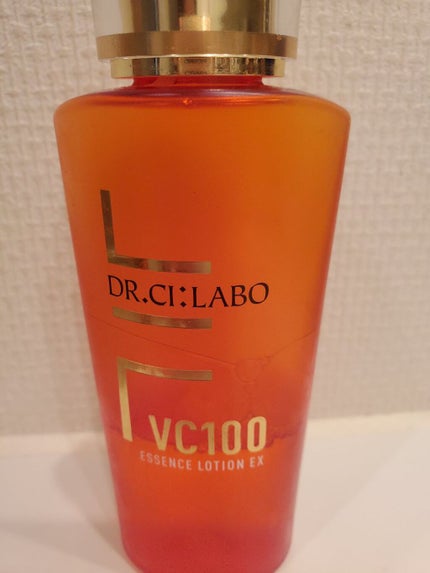 DR.CI:LABO
VC100
ESSENCE LOTION EX